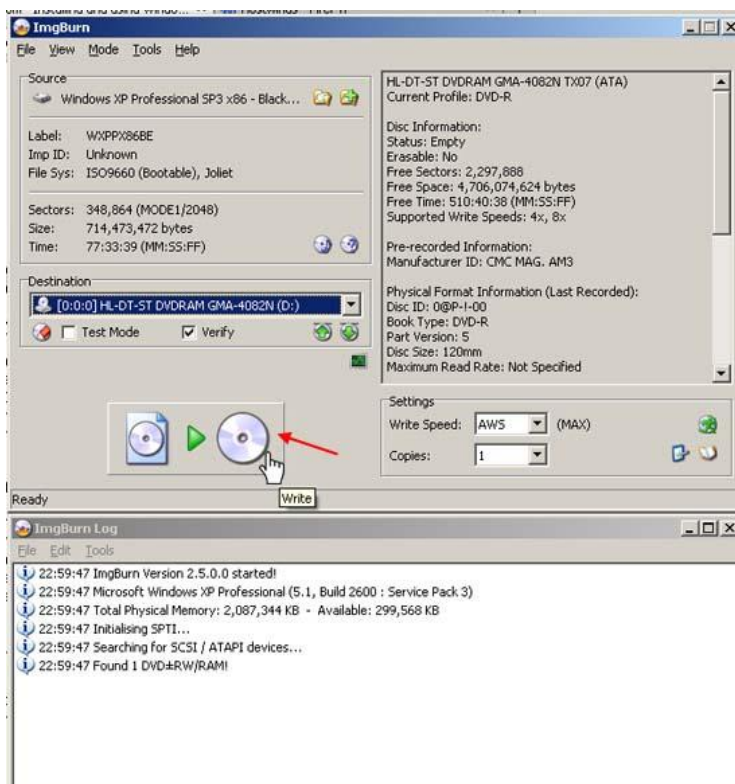 ImgBurn
File View Mode Tools Help
Source
Windows XP Professional SP3 x86 - Black...
Label: WXPPX86BE
Imp ID: Unknown
File Sys: ISO9660 (Bootable), Joliet
Sectors: 348,864 (MODE1/2048)
Size: 714,473,472 bytes
Time: 77:33:39 (MM:SS:FF)
Destination
[0:0:0] HL-DT-ST DVDRAM GMA-4082N (D:)
Test Mode Verify
HL-DT-ST DVDRAM GMA-4082N TX07 (ATA)
Current Profile: DVD-R
Disc Information:
Status: Empty
Erasable: No
Free Sectors: 2,297,888
Free Space: 4,706,074,624 bytes
Free Time: 510:40:38 (MM:SS:FF)
Supported Write Speeds: 4x, 8x
Pre-recorded Information:
Manufacturer ID: CMC MAG. AM3
Physical Format Information (Last Recorded):
Disc ID: 0@P-!-00
Book Type: DVD-R
Part Version: 5
Disc Size: 120mm
Maximum Read Rate: Not Specified
Settings
Write Speed: AWS (MAX)
Copies: 1
Write
Ready
ImgBurn Log
File Edit Tools
22:59:47 ImgBurn Version 2.5.0.0 started!
22:59:47 Microsoft Windows XP Professional (5.1, Build 2600 : Service Pack 3)
22:59:47 Total Physical Memory: 2,087,344 KB - Available: 299,568 KB
22:59:47 Initialising SPTI...
22:59:47 Searching for SCSI / ATAPI devices...
22:59:47 Found 1 DVD±RW/RAM!